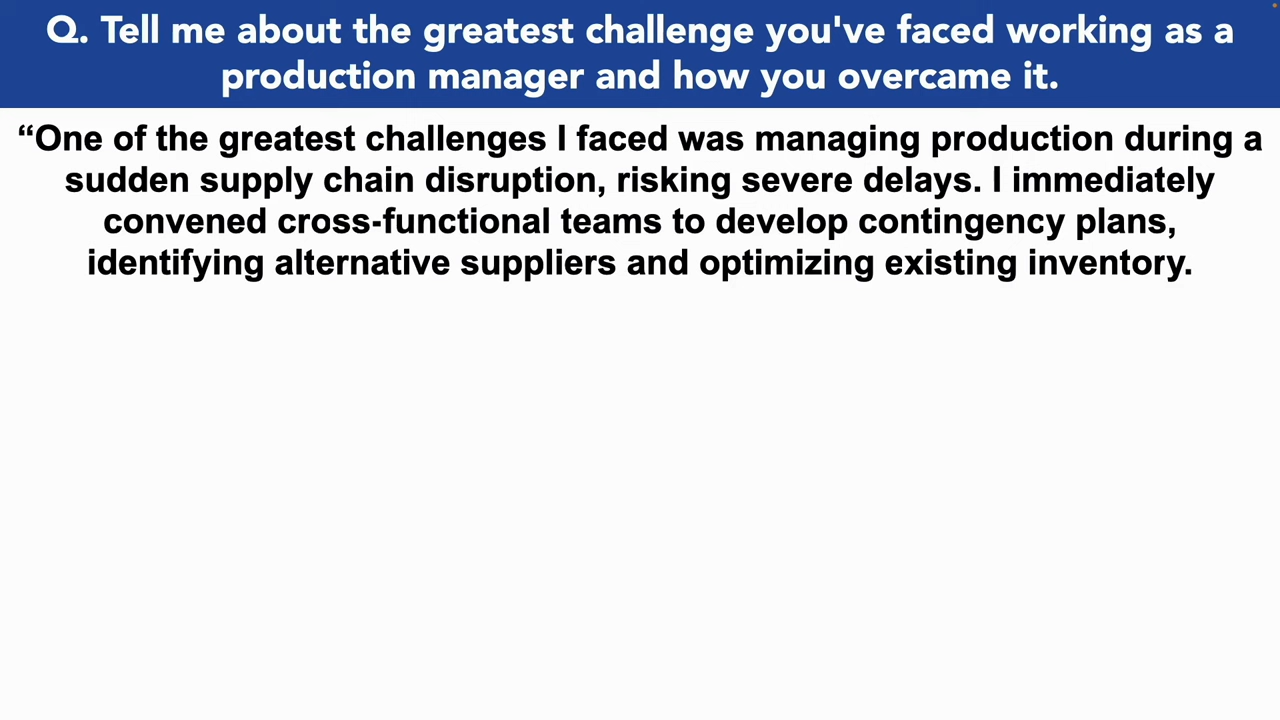 Q. Tell me about the greatest challenge you've faced working as a
production manager and how you overcame it.
“One of the greatest challenges I faced was managing production during a
sudden supply chain disruption, risking severe delays. I immediately
convened cross-functional teams to develop contingency plans,
identifying alternative suppliers and optimizing existing inventory.